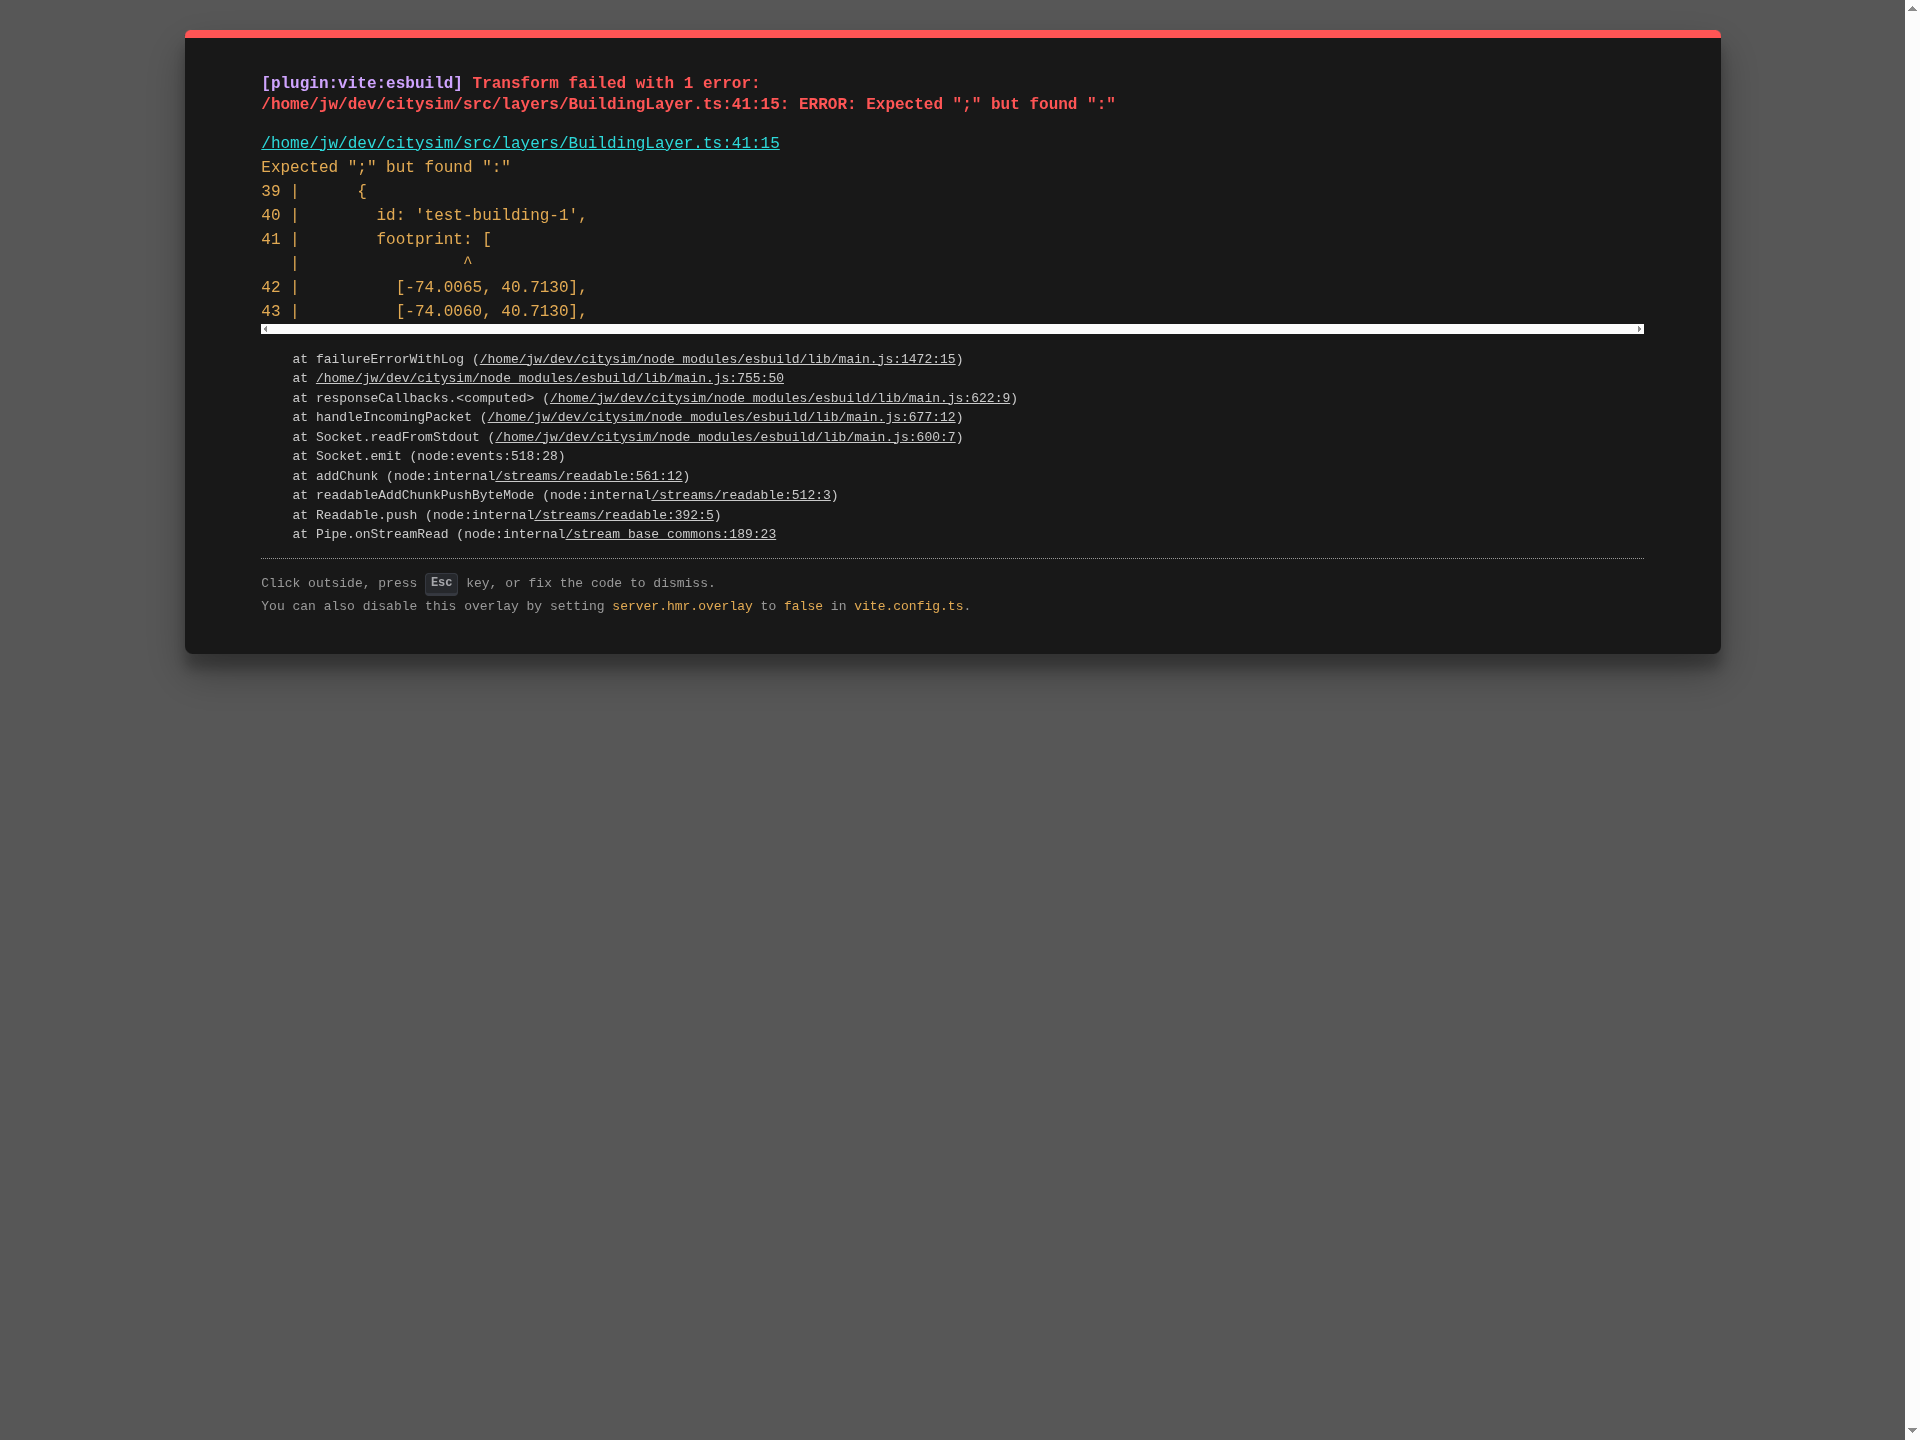 [plugin:vite:esbuild] Transform failed with 1 error:
/home/jw/dev/citysim/src/layers/BuildingLayer.ts:41:15: ERROR: Expected ";" but found ":"
/home/jw/dev/citysim/src/layers/BuildingLayer.ts:41:15
Expected ";" but found ":"
39 |      {
40 |        id: 'test-building-1',
41 |        footprint: [
   |                 ^
42 |          [-74.0065, 40.7130],
43 |          [-74.0060, 40.7130],
    at failureErrorWithLog (/home/jw/dev/citysim/node_modules/esbuild/lib/main.js:1472:15)
    at /home/jw/dev/citysim/node_modules/esbuild/lib/main.js:755:50
    at responseCallbacks.<computed> (/home/jw/dev/citysim/node_modules/esbuild/lib/main.js:622:9)
    at handleIncomingPacket (/home/jw/dev/citysim/node_modules/esbuild/lib/main.js:677:12)
    at Socket.readFromStdout (/home/jw/dev/citysim/node_modules/esbuild/lib/main.js:600:7)
    at Socket.emit (node:events:518:28)
    at addChunk (node:internal/streams/readable:561:12)
    at readableAddChunkPushByteMode (node:internal/streams/readable:512:3)
    at Readable.push (node:internal/streams/readable:392:5)
    at Pipe.onStreamRead (node:internal/stream_base_commons:189:23
Click outside, press Esc key, or fix the code to dismiss.
You can also disable this overlay by setting server.hmr.overlay to false in vite.config.ts.